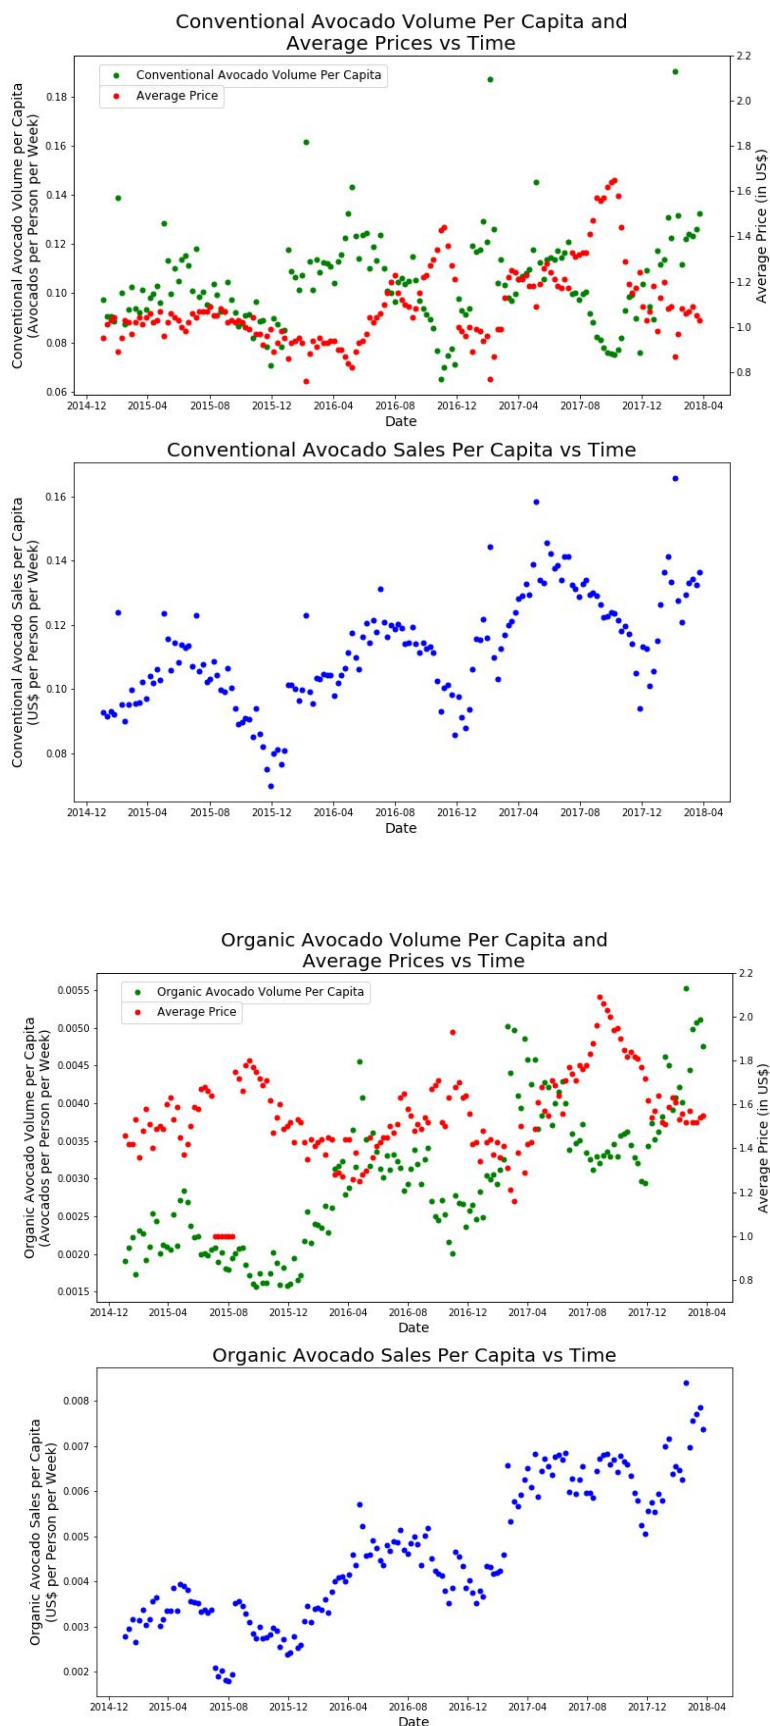 Conventional Avocado Volume Per Capita and
Average Prices vs Time
Conventional Avocado Volume Per Capita
Average Price
Conventional Avocado Volume per Capita
(Avocados per Person per Week)
0.18
0.16
0.14
0.12
0.10
0.08
0.06
2.2
2.0
1.8
1.6
1.4
1.2
1.0
0.8
Average Price (in US$)
2014-12 2015-04 2015-08 2015-12 2016-04 2016-08 2016-12 2017-04 2017-08 2017-12 2018-04
Date
Conventional Avocado Sales Per Capita vs Time
Conventional Avocado Sales per Capita
(US$ per Person per Week)
0.16
0.14
0.12
0.10
0.08
2014-12 2015-04 2015-08 2015-12 2016-04 2016-08 2016-12 2017-04 2017-08 2017-12 2018-04
Date
Organic Avocado Volume Per Capita and
Average Prices vs Time
Organic Avocado Volume Per Capita
Average Price
Organic Avocado Volume per Capita
(Avocados per Person per Week)
0.0055
0.0050
0.0045
0.0040
0.0035
0.0030
0.0025
0.0020
0.0015
2.2
2.0
1.8
1.6
1.4
1.2
1.0
0.8
Average Price (in US$)
2014-12 2015-04 2015-08 2015-12 2016-04 2016-08 2016-12 2017-04 2017-08 2017-12 2018-04
Date
Organic Avocado Sales Per Capita vs Time
Organic Avocado Sales per Capita
(US$ per Person per Week)
0.008
0.007
0.006
0.005
0.004
0.003
0.002
2014-12 2015-04 2015-08 2015-12 2016-04 2016-08 2016-12 2017-04 2017-08 2017-12 2018-04
Date